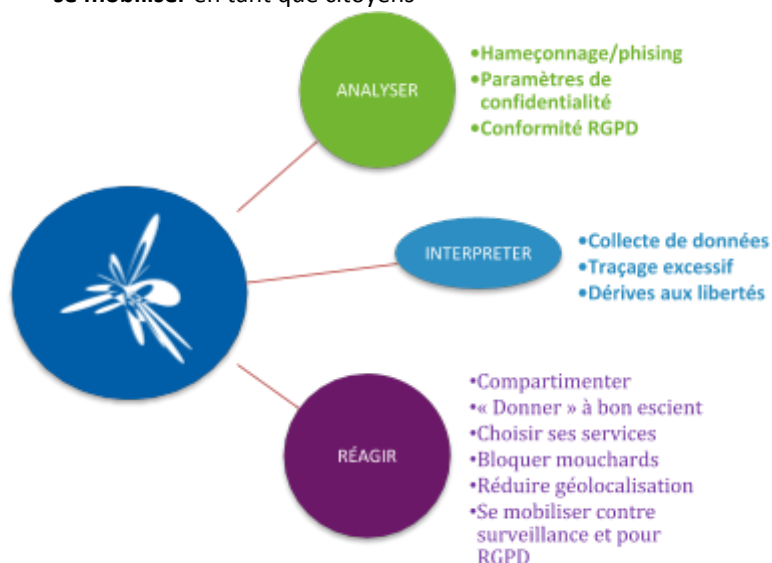 se mobiliser en tant que citoyens
ANALYSER
•Hameçonnage/phising
•Paramètres de
confidentialité
•Conformité RGPD
INTERPRETER
•Collecte de données
•Traçage excessif
•Dérives aux libertés
RÉAGIR
•Compartimenter
•« Donner » à bon escient
•Choisir ses services
•Bloquer mouchards
•Réduire géolocalisation
•Se mobiliser contre
surveillance et pour
RGPD